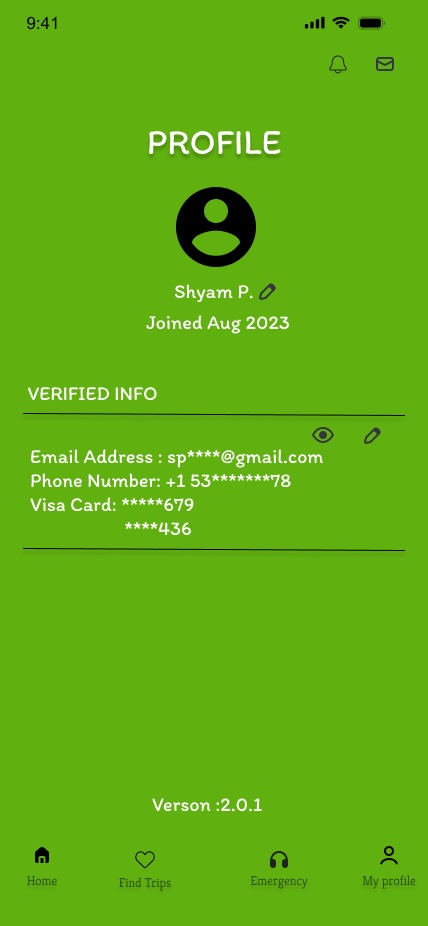 9:41
PROFILE
Shyam P.
Joined Aug 2023
VERIFIED INFO
Email Address : sp****@gmail.com
Phone Number: +1 53*******78
Visa Card: *****679
****436
Verson :2.0.1
Home
Find Trips
Emergency
My profile